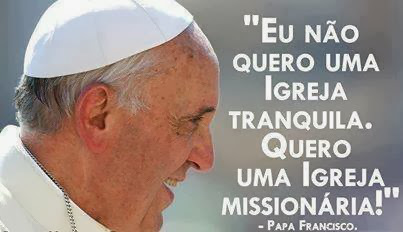 "Eu não
quero uma
Igreja
tranquila.
Quero
uma Igreja
missionária!"
- Papa Francisco.